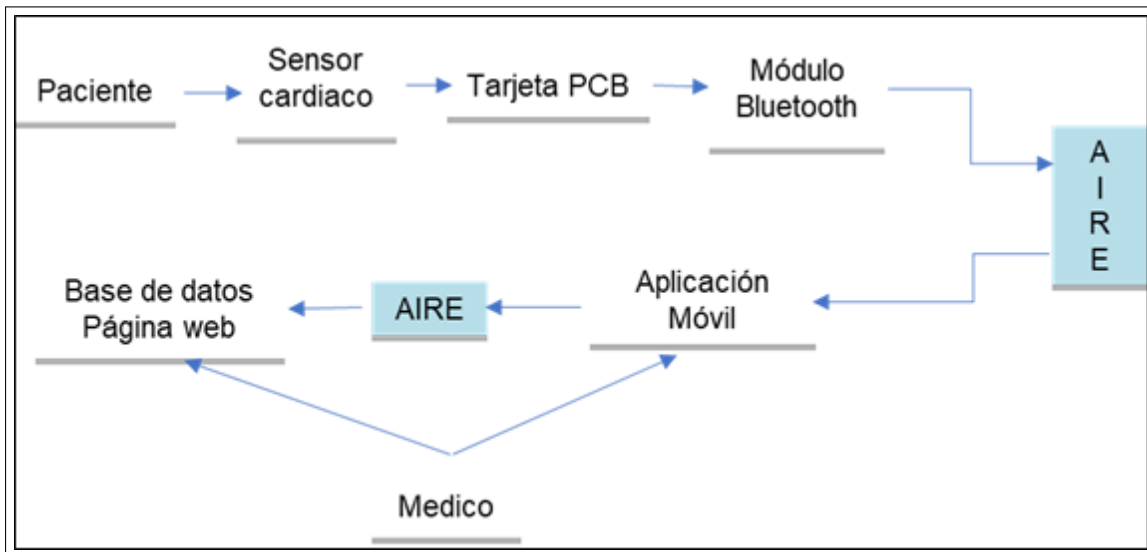 Paciente
Sensor
cardiaco
Tarjeta PCB
Módulo
Bluetooth
A
I
R
E
Base de datos
Página web
AIRE
Aplicación
Móvil
Medico